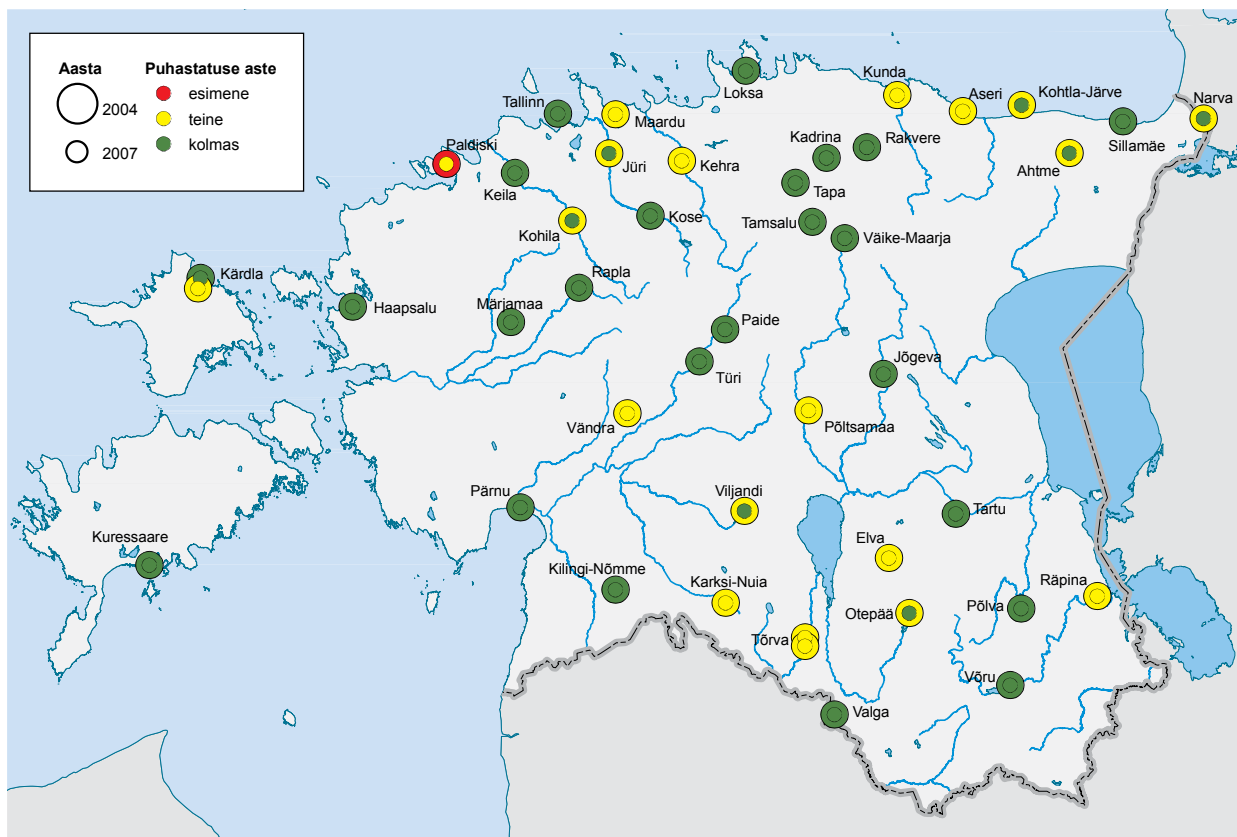 Aasta
2004
2007
Puhastatuse aste
esimene
teine
kolmas
Loksa
Kunda
Aseri
Kohtla-Järve
Narva
Tallinn
Maardu
Sillamäe
Paldiski
Jüri
Kehra
Kadrina
Rakvere
Ahtme
Keila
Tapa
Kose
Tamsalu
Väike-Maarja
Kohila
Kärdla
Rapla
Haapsalu
Märjamaa
Paide
Türi
Jõgeva
Vändra
Põltsamaa
Pärnu
Viljandi
Tartu
Kuressaare
Elva
Kilingi-Nõmme
Karksi-Nuia
Räpina
Otepää
Põlva
Tõrva
Võru
Valga